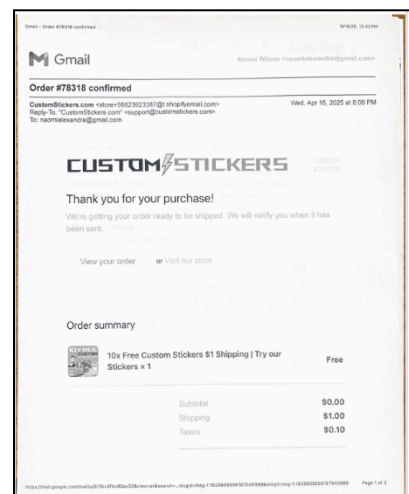 Gmail - Order #78318 confirmed
4/18/25, 12:43 PM
Gmail
Naomi Wilson <naomialexandra@gmail.com>
Order #78318 confirmed
CustomStickers.com <store+56623923367@t.shopifyemail.com>
Wed, Apr 16, 2025 at 8:00 PM
Reply-To: "CustomStickers.com" <support@customstickers.com>
To: naomialexandra@gmail.com
CUSTOM STICKERS
ORDER
#78318
Thank you for your purchase!
We're getting your order ready to be shipped. We will notify you when it has
been sent.
View your order or Visit our store
Order summary
10x Free Custom Stickers $1 Shipping | Try our
Stickers × 1
Free
Subtotal $0.00
Shipping $1.00
Taxes $0.10
Page 1 of 2